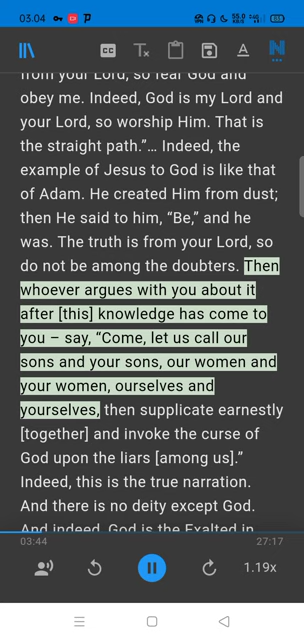 03.04
CC
from your Lord, so fear God and
obey me. Indeed, God is my Lord and
your Lord, so worship Him. That is
the straight path.”… Indeed, the
example of Jesus to God is like that
of Adam. He created Him from dust;
then He said to him, “Be,” and he
was. The truth is from your Lord, so
do not be among the doubters. Then
whoever argues with you about it
after [this] knowledge has come to
you – say, “Come, let us call our
sons and your sons, our women and
your women, ourselves and
yourselves, then supplicate earnestly
[together] and invoke the curse of
God upon the liars [among us].”
Indeed, this is the true narration.
And there is no deity except God.
And indeed, God is the Exalted in
03:44 27:17
1.19x